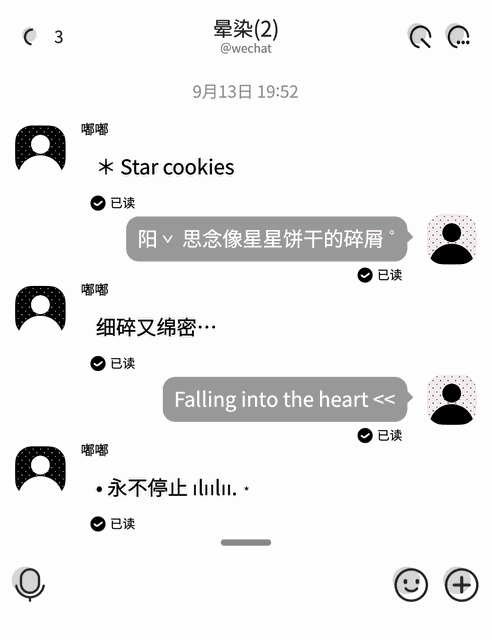 3
晕染(2)
@wechat
9月13日 19:52
嘟嘟
＊ Star cookies
已读
阳 ﹀ 思念像星星饼干的碎屑 °
已读
嘟嘟
细碎又绵密⋯
已读
Falling into the heart <<
已读
嘟嘟
• 永不停止 ılıılıı. ⋆
已读